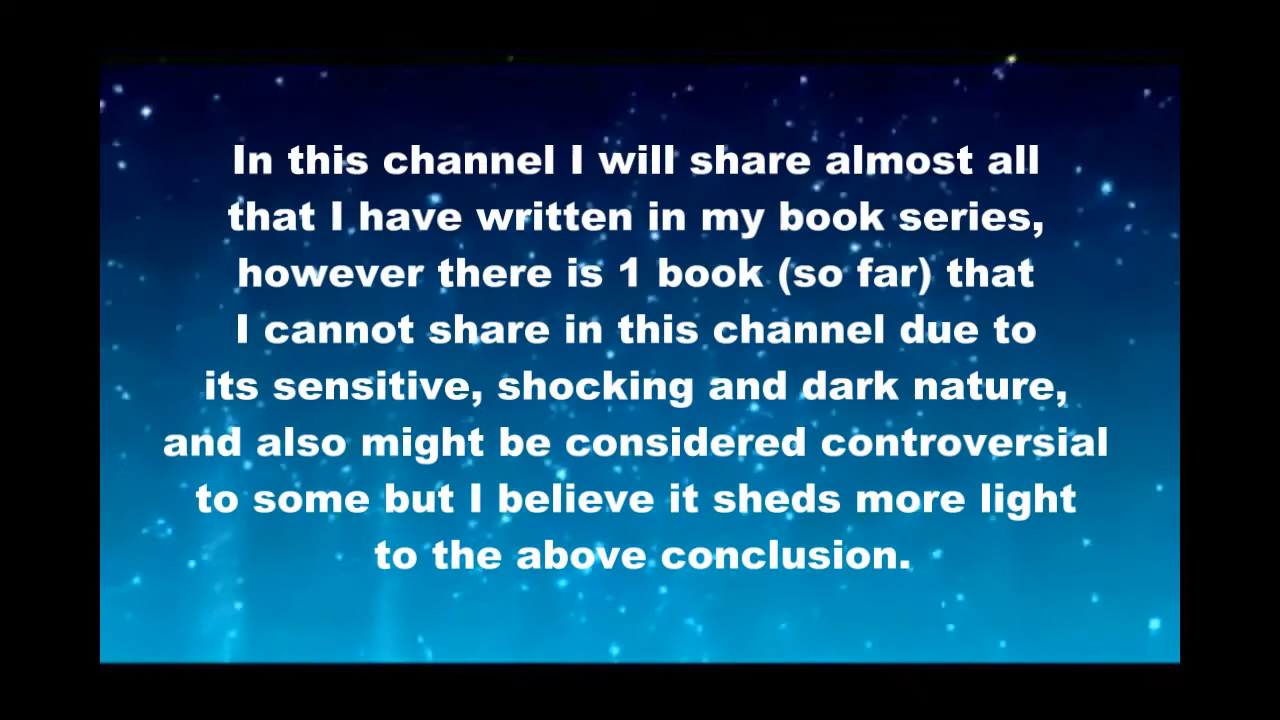 In this channel I will share almost all
that I have written in my book series,
however there is 1 book (so far) that
I cannot share in this channel due to
its sensitive, shocking and dark nature,
and also might be considered controversial
to some but I believe it sheds more light
to the above conclusion.